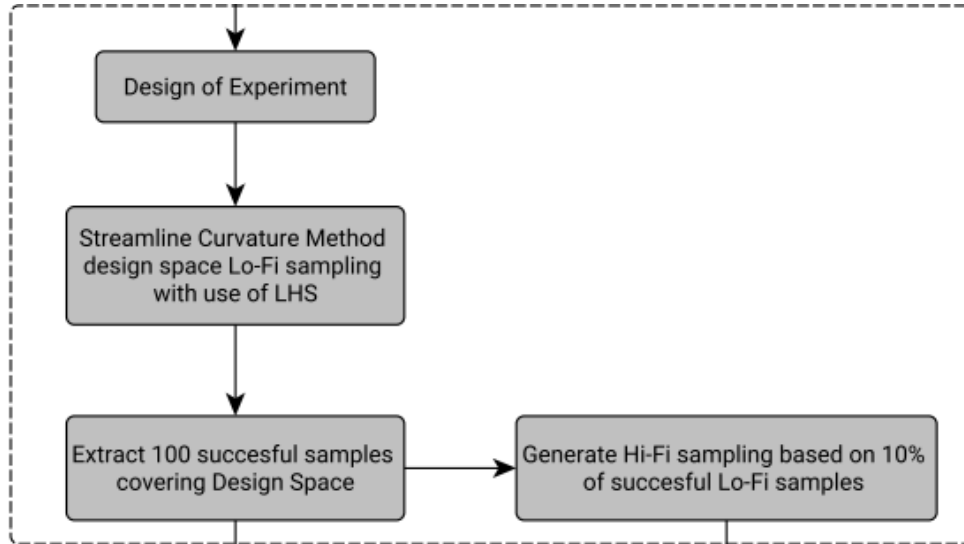 Design of Experiment
Streamline Curvature Method
design space Lo-Fi sampling
with use of LHS
Extract 100 succesful samples
covering Design Space
Generate Hi-Fi sampling based on 10%
of succesful Lo-Fi samples